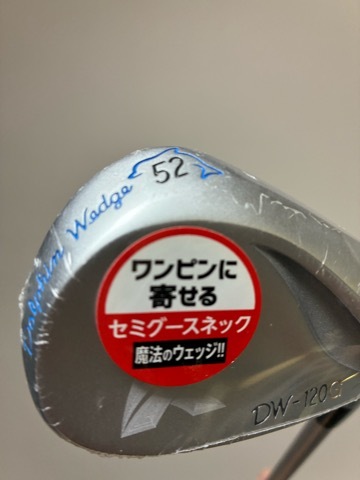 Dolphin Wedge
52
ワンピンに
寄せる
セミグースネック
魔法のウェッジ!!
DW-120G